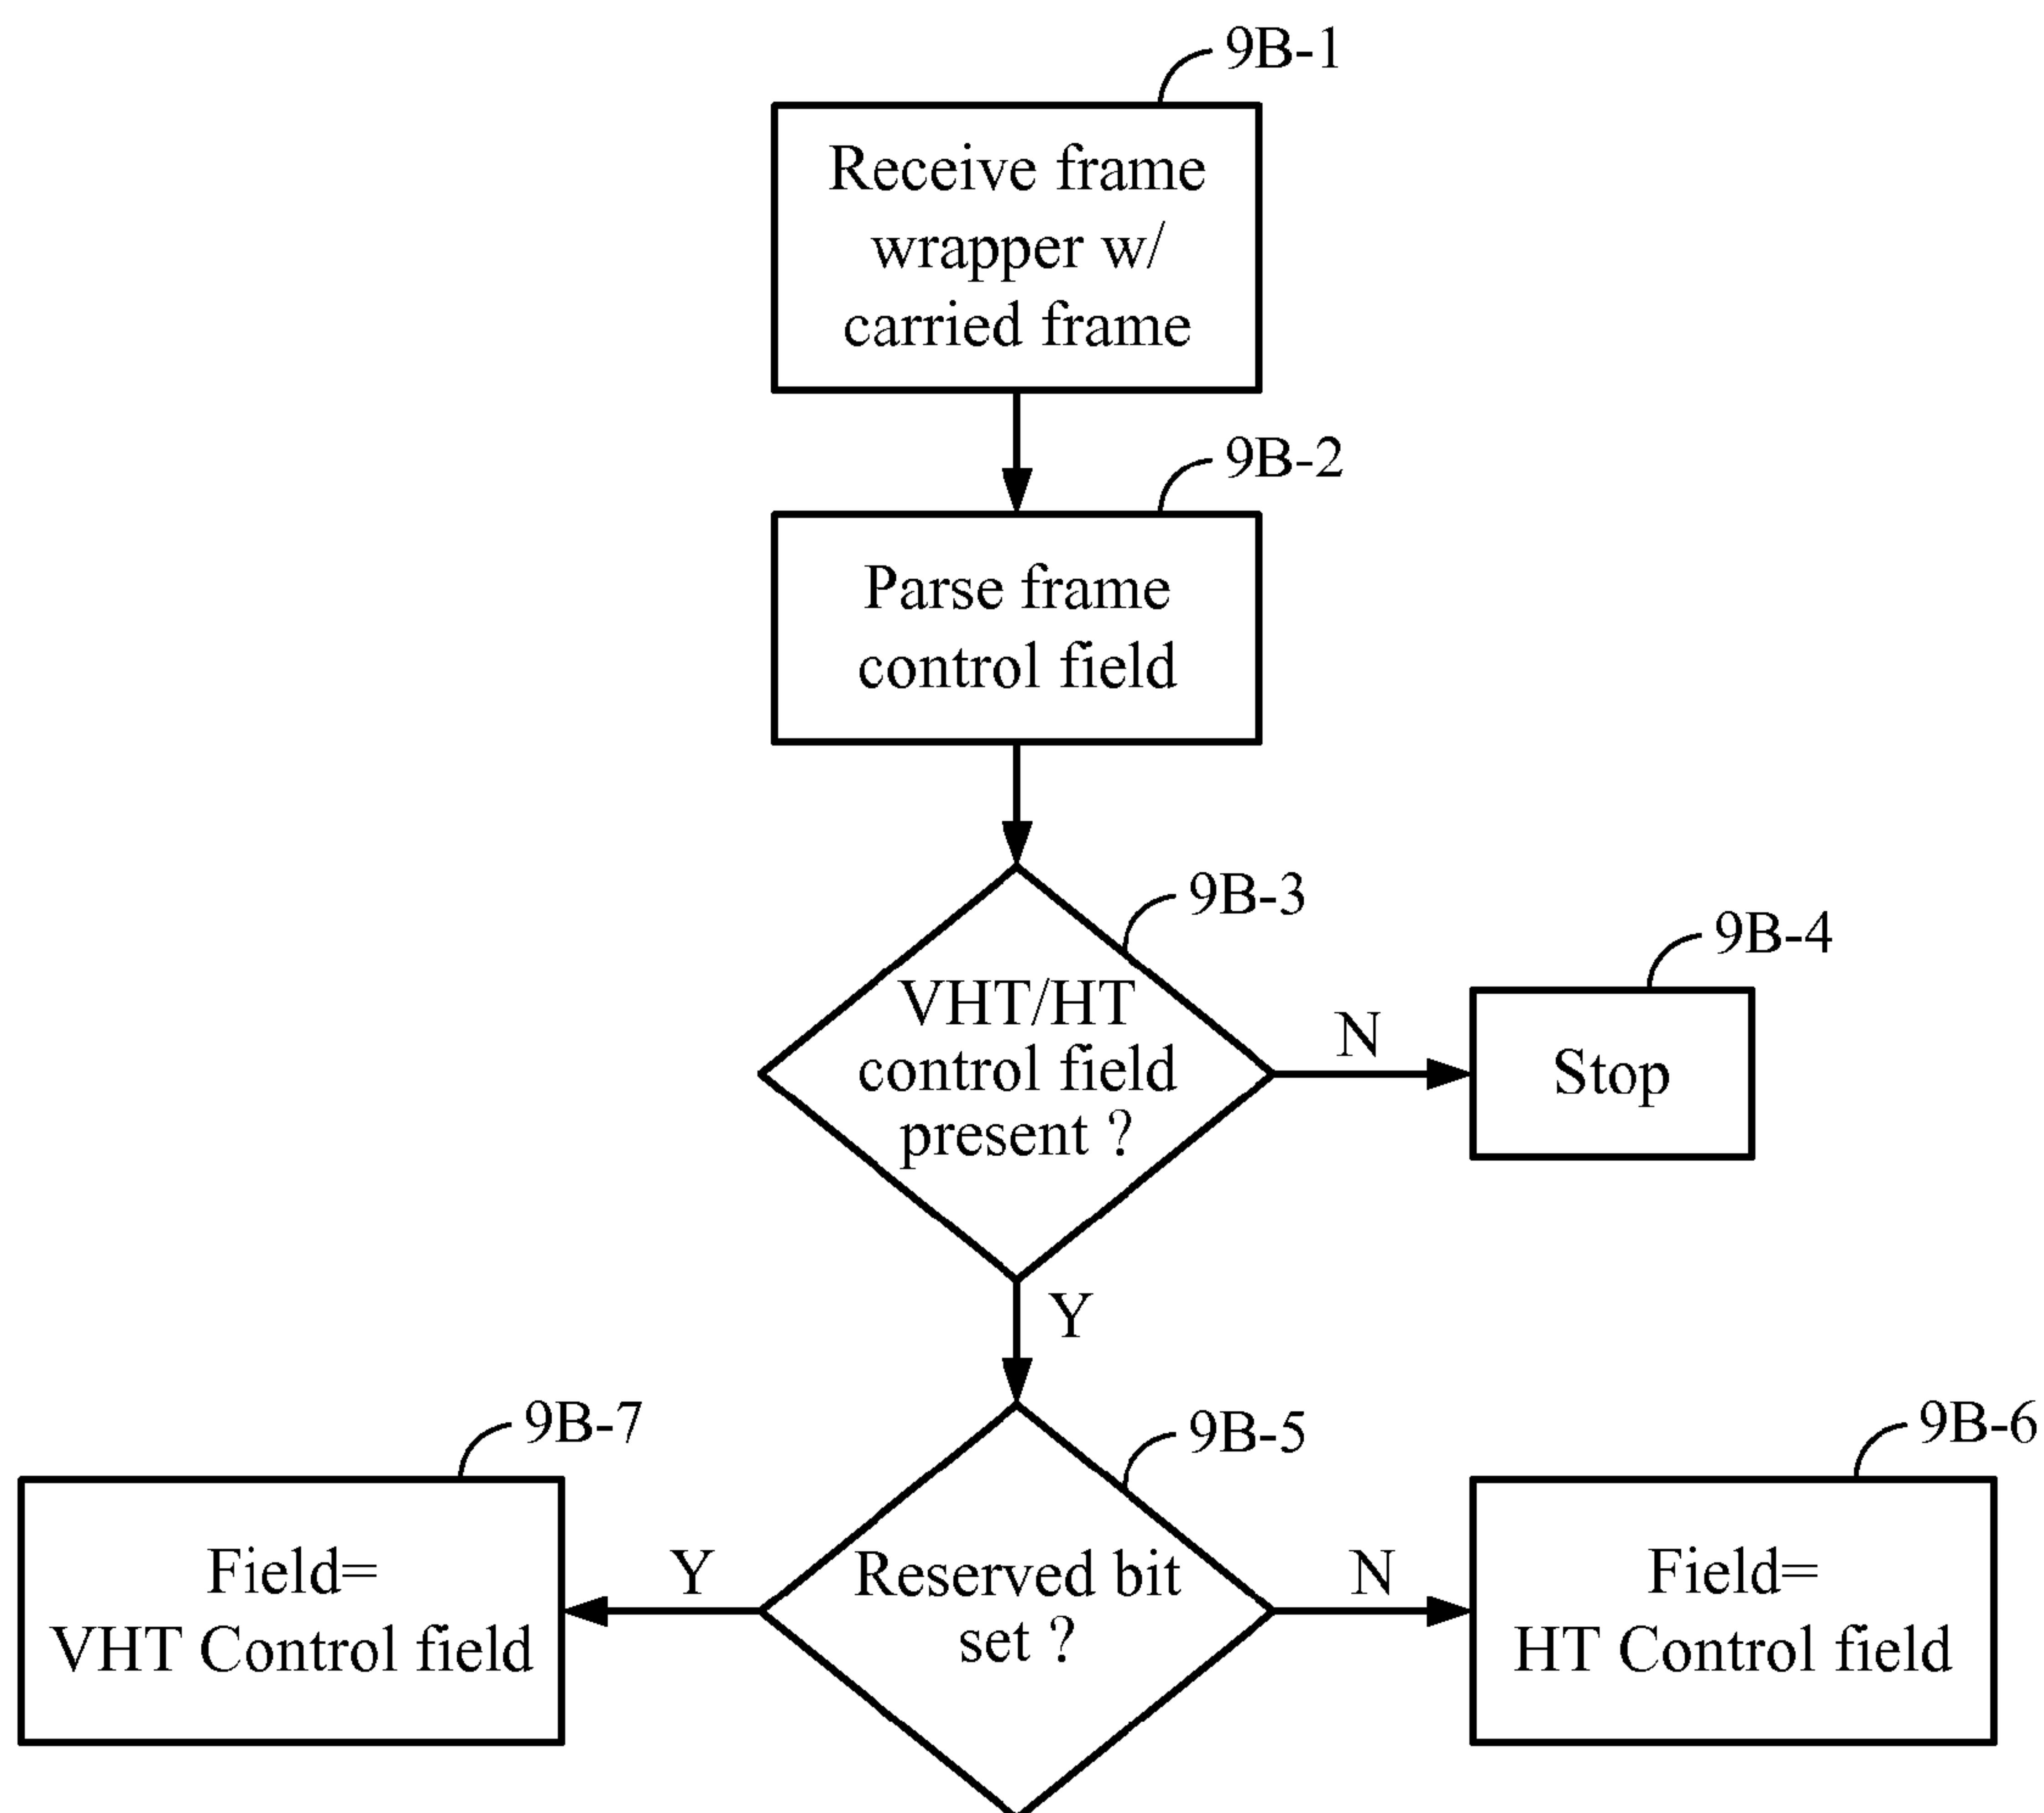 9B-1
Receive frame
wrapper w/
carried frame
9B-2
Parse frame
control field
9B-3
VHT/HT
control field
present ?
9B-4
N
Stop
Y
9B-7
9B-5
9B-6
Field=
VHT Control field
Y
Reserved bit
set ?
N
Field=
HT Control field